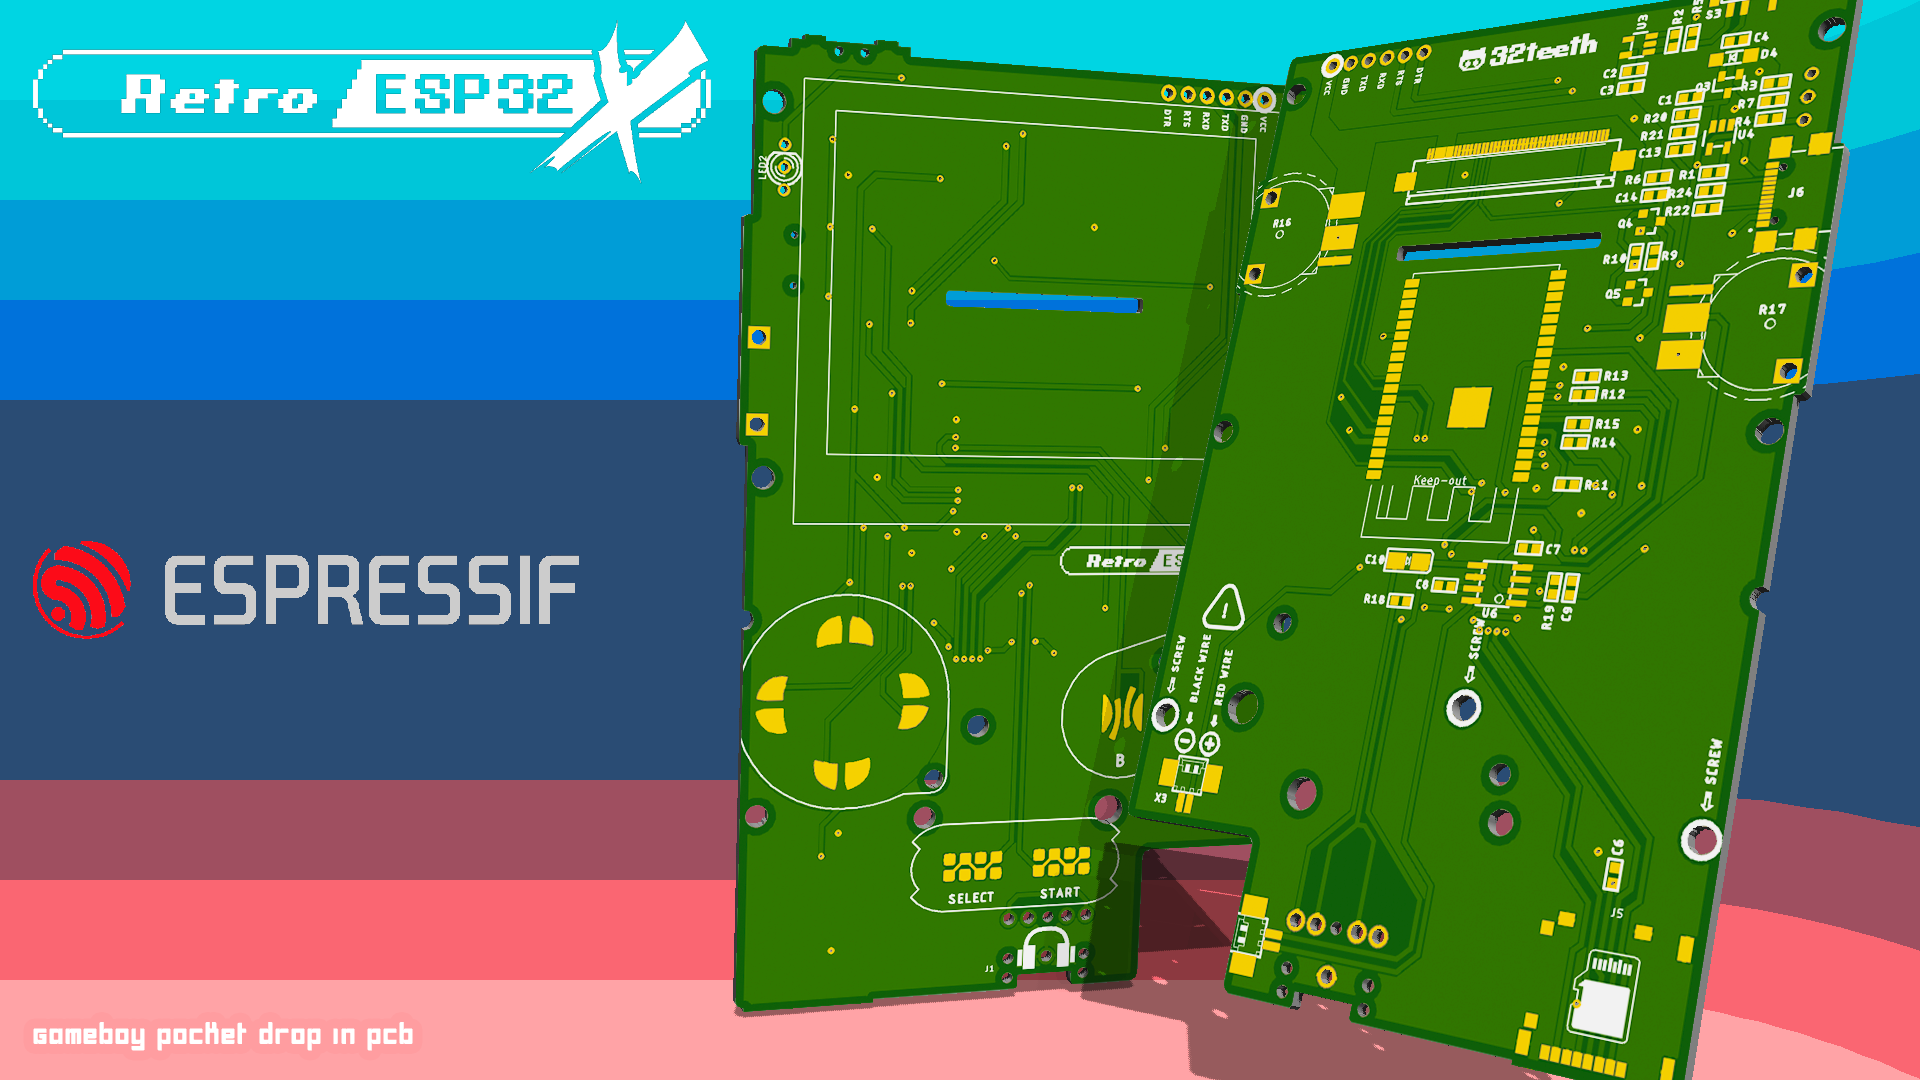 Retro ESP32 X
ESPRESSIF
gameboy pocket drop in pcb
LED2
DTR
RTS
RXD
TXD
GND
VCC
Retro ES
B
SELECT
START
J1
32teeth
VCC
GND
TXD
RXD
RTS
DTR
U3
R2
S3
C4
D4
C2
C3
Q3
R3
C1
R7
R20
R4
R21
U4
C13
R6
R1
C14
R24
R22
J6
Q4
R16
R10
R9
Q5
R17
R13
R12
R15
R14
R11
Keep-out
C10
C7
C8
R18
U6
R19
C9
!
SCREW
BLACK WIRE
RED WIRE
X3
SCREW
SCREW
C6
J5